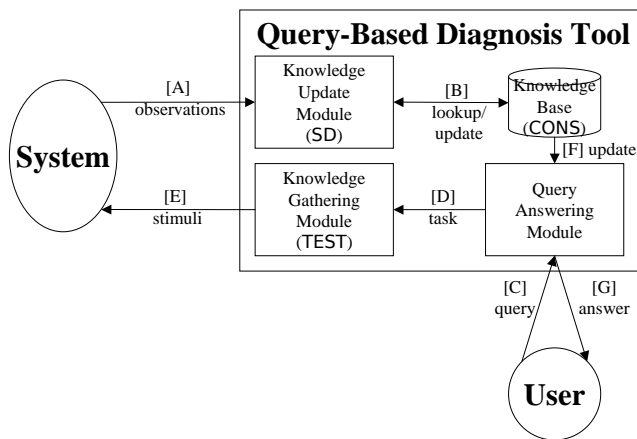 Query-Based Diagnosis Tool
System
[A]
observations
Knowledge
Update
Module
(SD)
[B]
lookup/
update
Knowledge
Base
(CONS)
[F] update
[E]
stimuli
Knowledge
Gathering
Module
(TEST)
[D]
task
Query
Answering
Module
[C]
query
[G]
answer
User